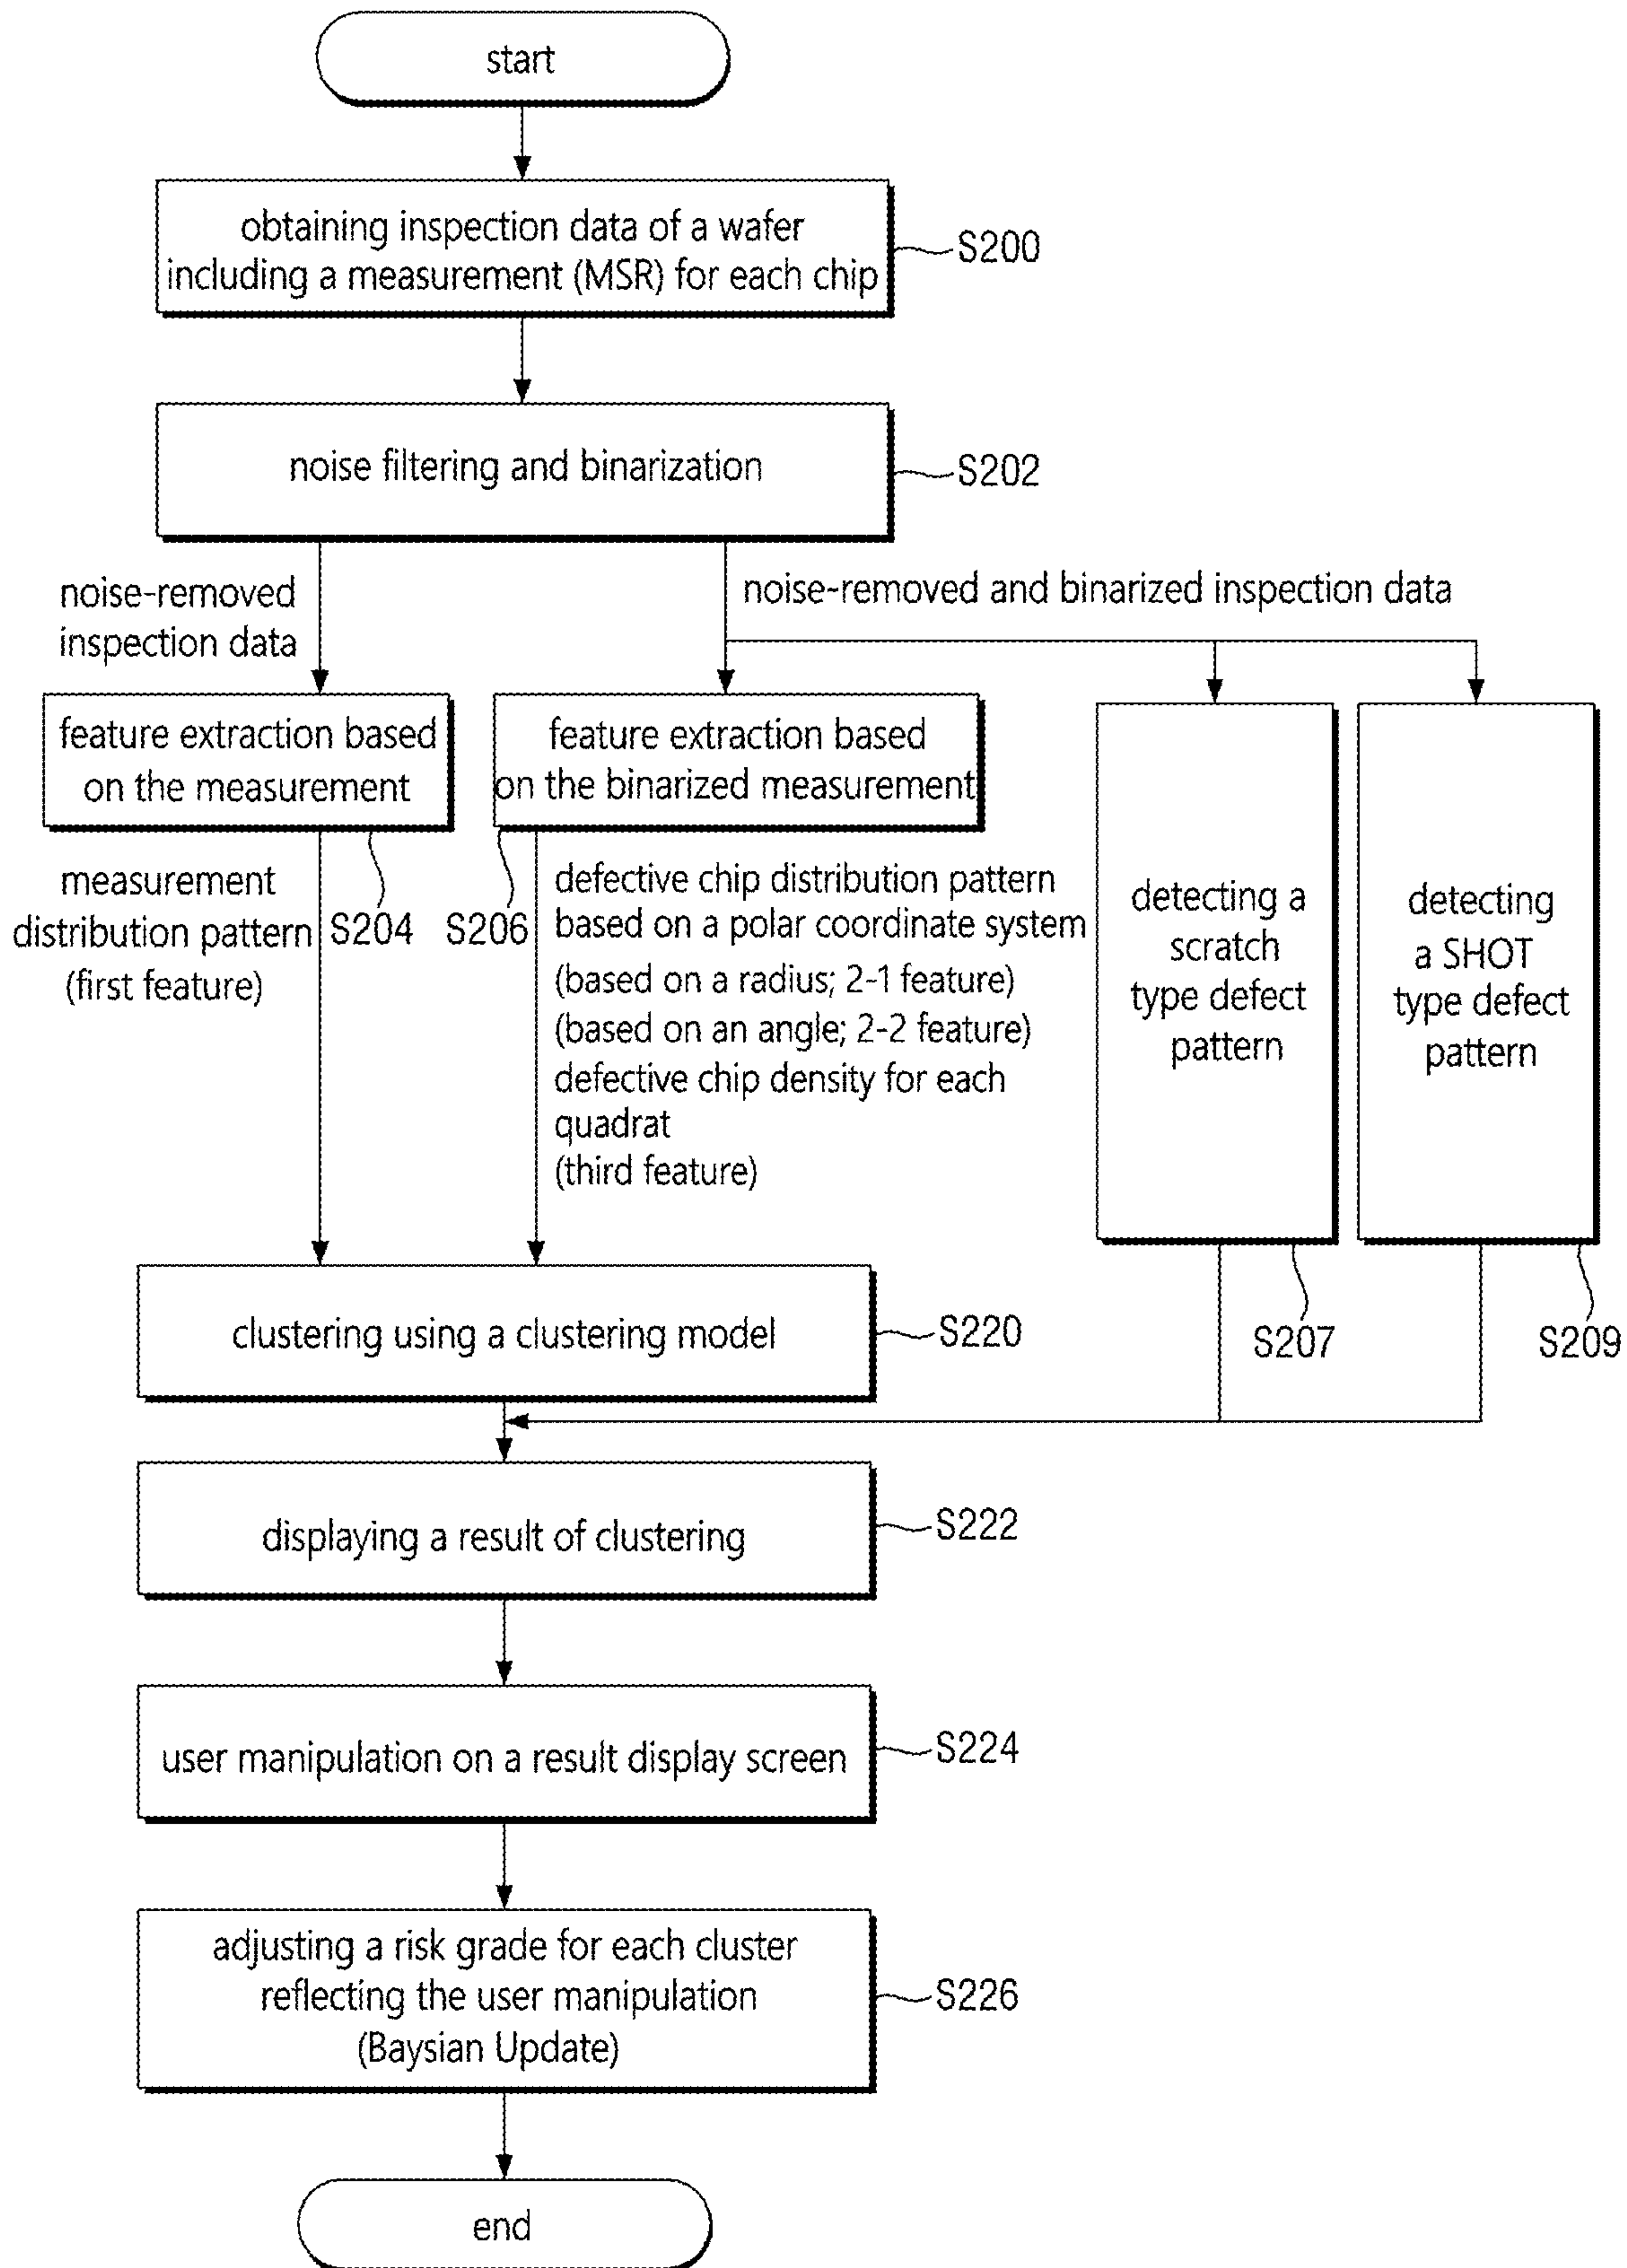 start
obtaining inspection data of a wafer
including a measurement (MSR) for each chip
S200
noise filtering and binarization
S202
noise-removed
inspection data
noise-removed and binarized inspection data
feature extraction based
on the measurement
feature extraction based
on the binarized measurement
measurement
distribution pattern
(first feature)
S204
S206
defective chip distribution pattern
based on a polar coordinate system
(based on a radius; 2-1 feature)
(based on an angle; 2-2 feature)
defective chip density for each
quadrat
(third feature)
detecting a
scratch
type defect
pattern
detecting
a SHOT
type defect
pattern
S207
S209
clustering using a clustering model
S220
displaying a result of clustering
S222
user manipulation on a result display screen
S224
adjusting a risk grade for each cluster
reflecting the user manipulation
(Baysian Update)
S226
end